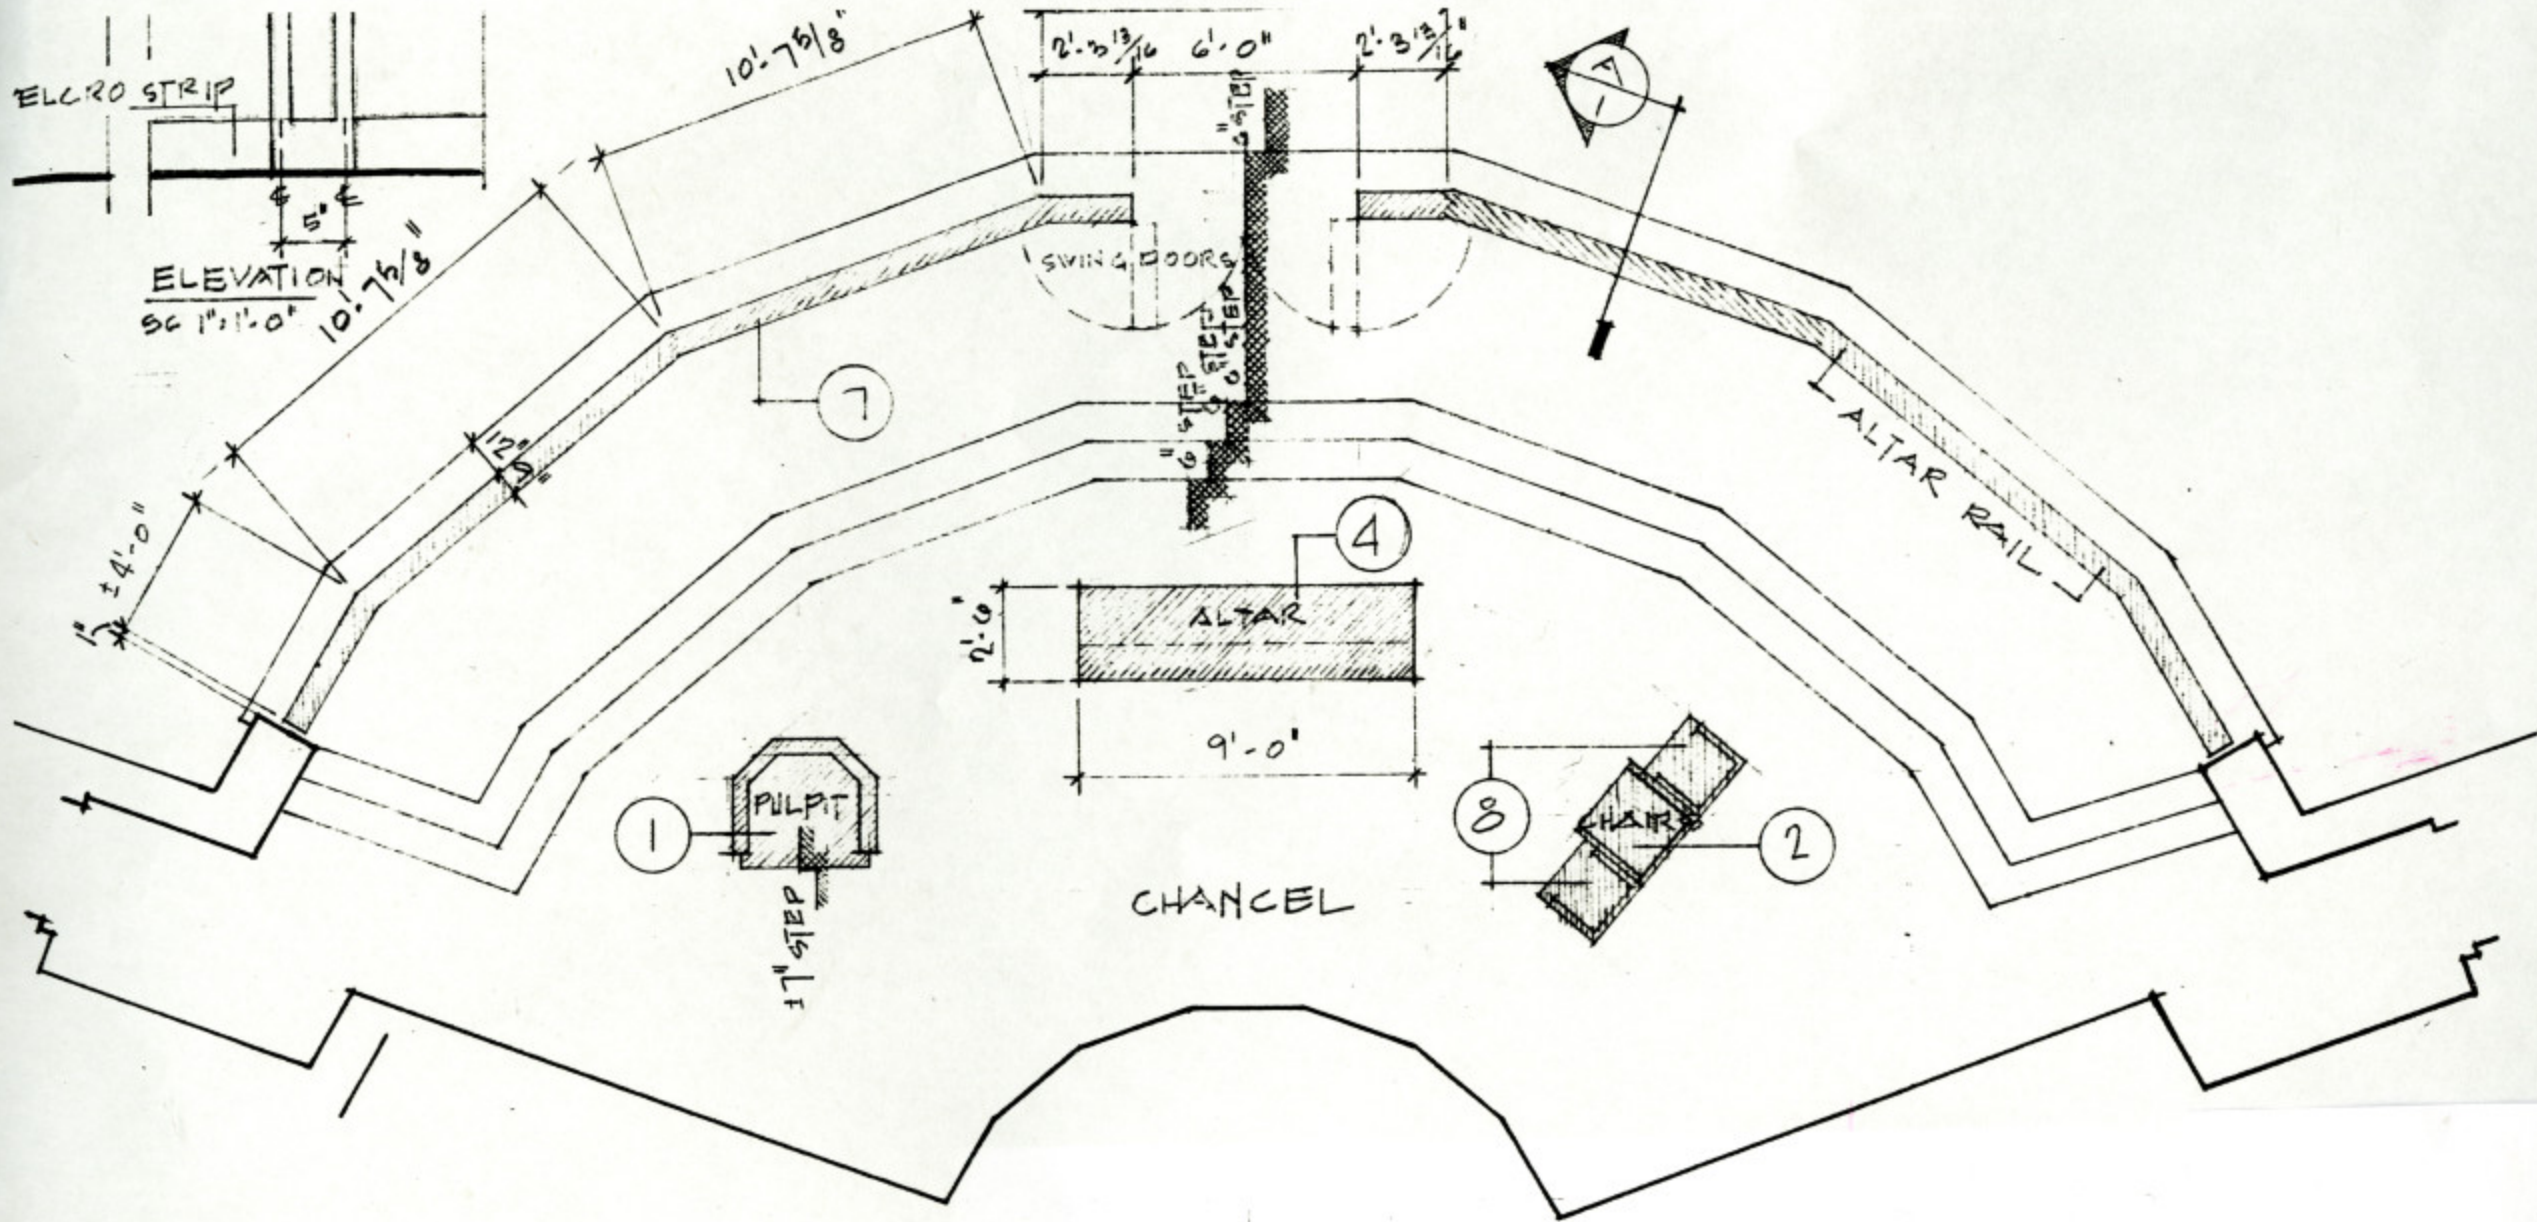 ELCRO STRIP
5"
ELEVATION
SC 1":1'-0"
10'-7 5/8"
10'-7 5/8"
2'-3 13/16
6'-0"
2'-3 13/16"
A
1
6" STEP
SWING DOORS
6" STEP
6" STEP
6" STEP
7
12"
9"
±4'-0"
1"
ALTAR RAIL
4
ALTAR
2'-6"
9'-0"
PULPIT
1
±7" STEP
8
CHAIRS
2
CHANCEL